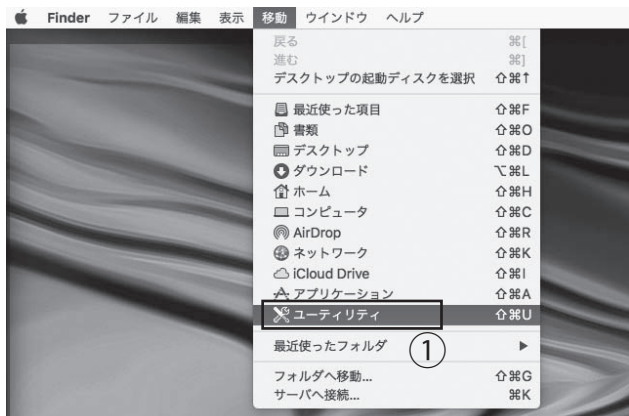 Finder ファイル 編集 表示 移動 ウインドウ ヘルプ
戻る ⌘[
進む ⌘]
デスクトップの起動ディスクを選択 ⇧⌘↑
最近使った項目 ⇧⌘F
書類 ⇧⌘O
デスクトップ ⇧⌘D
ダウンロード ⌥⌘L
ホーム ⇧⌘H
コンピュータ ⇧⌘C
AirDrop ⇧⌘R
ネットワーク ⇧⌘K
iCloud Drive ⇧⌘I
アプリケーション ⇧⌘A
ユーティリティ ⇧⌘U
最近使ったフォルダ ▶
①
フォルダへ移動... ⇧⌘G
サーバへ接続... ⌘K